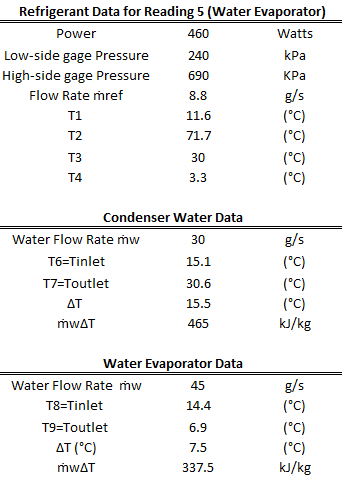 Refrigerant Data for Reading 5 (Water Evaporator)
Power 460 Watts
Low-side gage Pressure 240 kPa
High-side gage Pressure 690 KPa
Flow Rate ṁref 8.8 g/s
T1 11.6 (°C)
T2 71.7 (°C)
T3 30 (°C)
T4 3.3 (°C)
Condenser Water Data
Water Flow Rate ṁw 30 g/s
T6=Tinlet 15.1 (°C)
T7=Toutlet 30.6 (°C)
ΔT 15.5 (°C)
ṁwΔT 465 kJ/kg
Water Evaporator Data
Water Flow Rate ṁw 45 g/s
T8=Tinlet 14.4 (°C)
T9=Toutlet 6.9 (°C)
ΔT (°C) 7.5 (°C)
ṁwΔT 337.5 kJ/kg